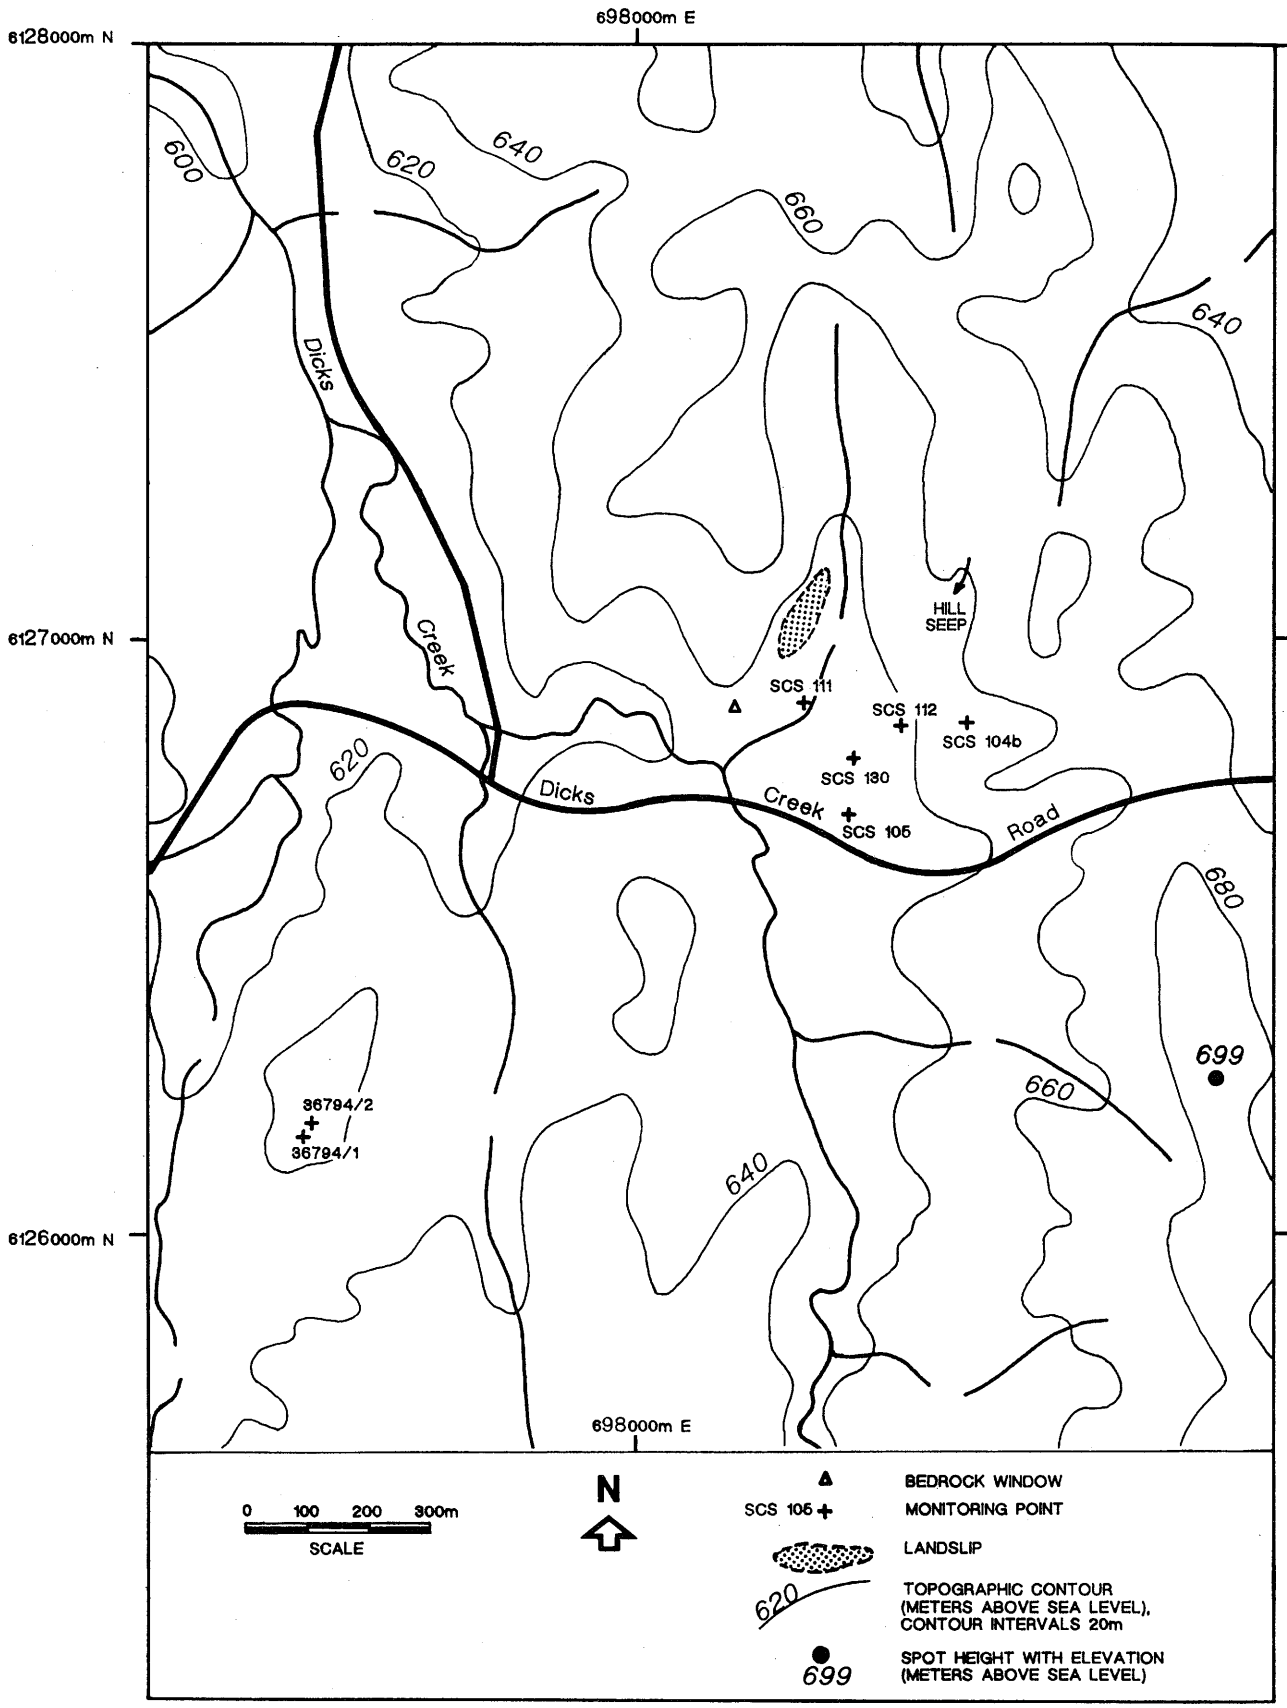 698000m E
6128000m N
600
620
640
660
Dicks
640
6127000m N
Creek
HILL
SEEP
SCS 111
SCS 112
SCS 104b
SCS 130
620
Dicks
Creek
Road
SCS 105
680
699
660
36794/2
36794/1
640
6126000m N
698000m E
0 100 200 300m
SCALE
N
BEDROCK WINDOW
SCS 105 MONITORING POINT
LANDSLIP
620
TOPOGRAPHIC CONTOUR
(METERS ABOVE SEA LEVEL),
CONTOUR INTERVALS 20m
699
SPOT HEIGHT WITH ELEVATION
(METERS ABOVE SEA LEVEL)